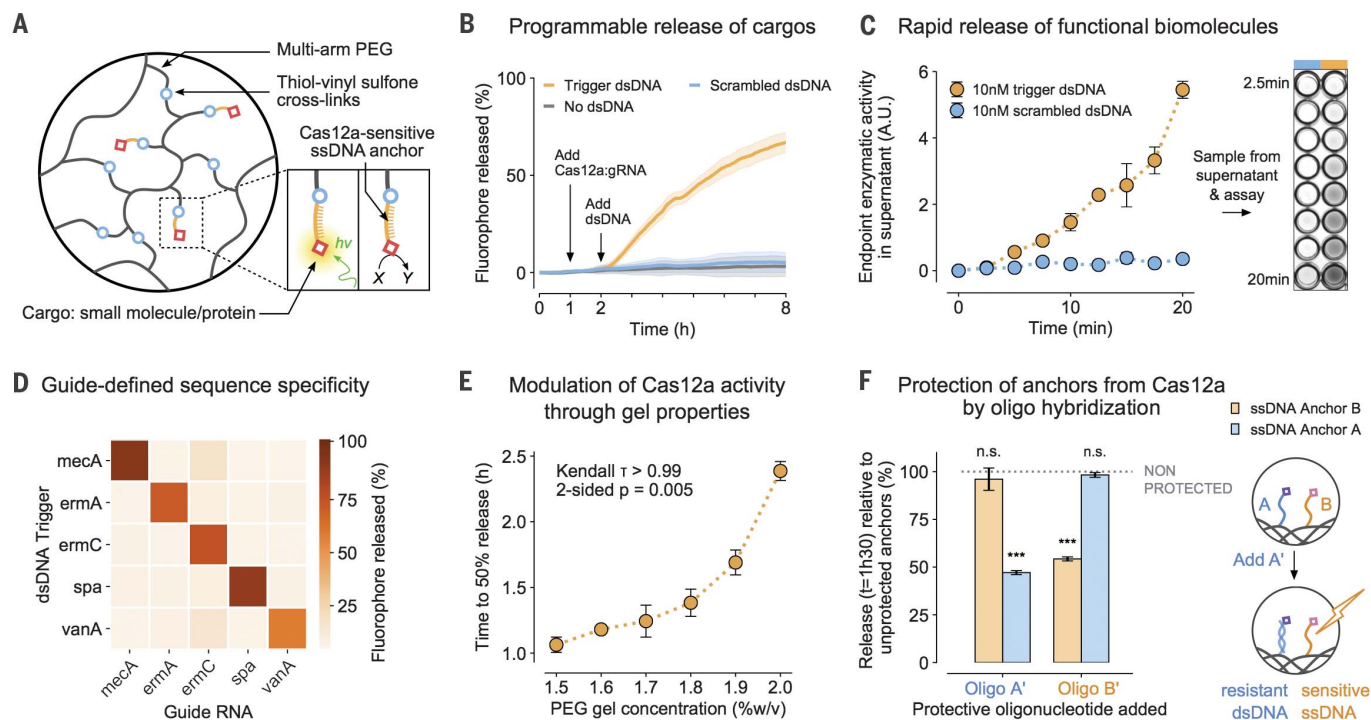 A
Multi-arm PEG
Thiol-vinyl sulfone
cross-links
Cas12a-sensitive
ssDNA anchor
hv
X
Y
Cargo: small molecule/protein
B Programmable release of cargos
Fluorophore released (%)
100
50
0
Trigger dsDNA
Scrambled dsDNA
No dsDNA
Add
Cas12a:gRNA
Add
dsDNA
0 1 2 8
Time (h)
C Rapid release of functional biomolecules
Endpoint enzymatic activity
in supernatant (A.U.)
6
4
2
0
10nM trigger dsDNA
10nM scrambled dsDNA
0 10 20
Time (min)
Sample from
supernatant
& assay
2.5min
20min
D Guide-defined sequence specificity
dsDNA Trigger
mecA
ermA
ermC
spa
vanA
mecA ermA ermC spa vanA
Guide RNA
100
75
50
25
Fluorophore released (%)
E Modulation of Cas12a activity
through gel properties
Time to 50% release (h)
2.5
2.0
1.5
1.0
Kendall τ > 0.99
2-sided p = 0.005
1.5 1.6 1.7 1.8 1.9 2.0
PEG gel concentration (%w/v)
F Protection of anchors from Cas12a
by oligo hybridization
ssDNA Anchor B
ssDNA Anchor A
Release (t=1h30) relative to
unprotected anchors (%)
100
75
50
25
0
n.s.
***
***
n.s.
NON
PROTECTED
Oligo A' Oligo B'
Protective oligonucleotide added
A B
Add A'
resistant sensitive
dsDNA ssDNA